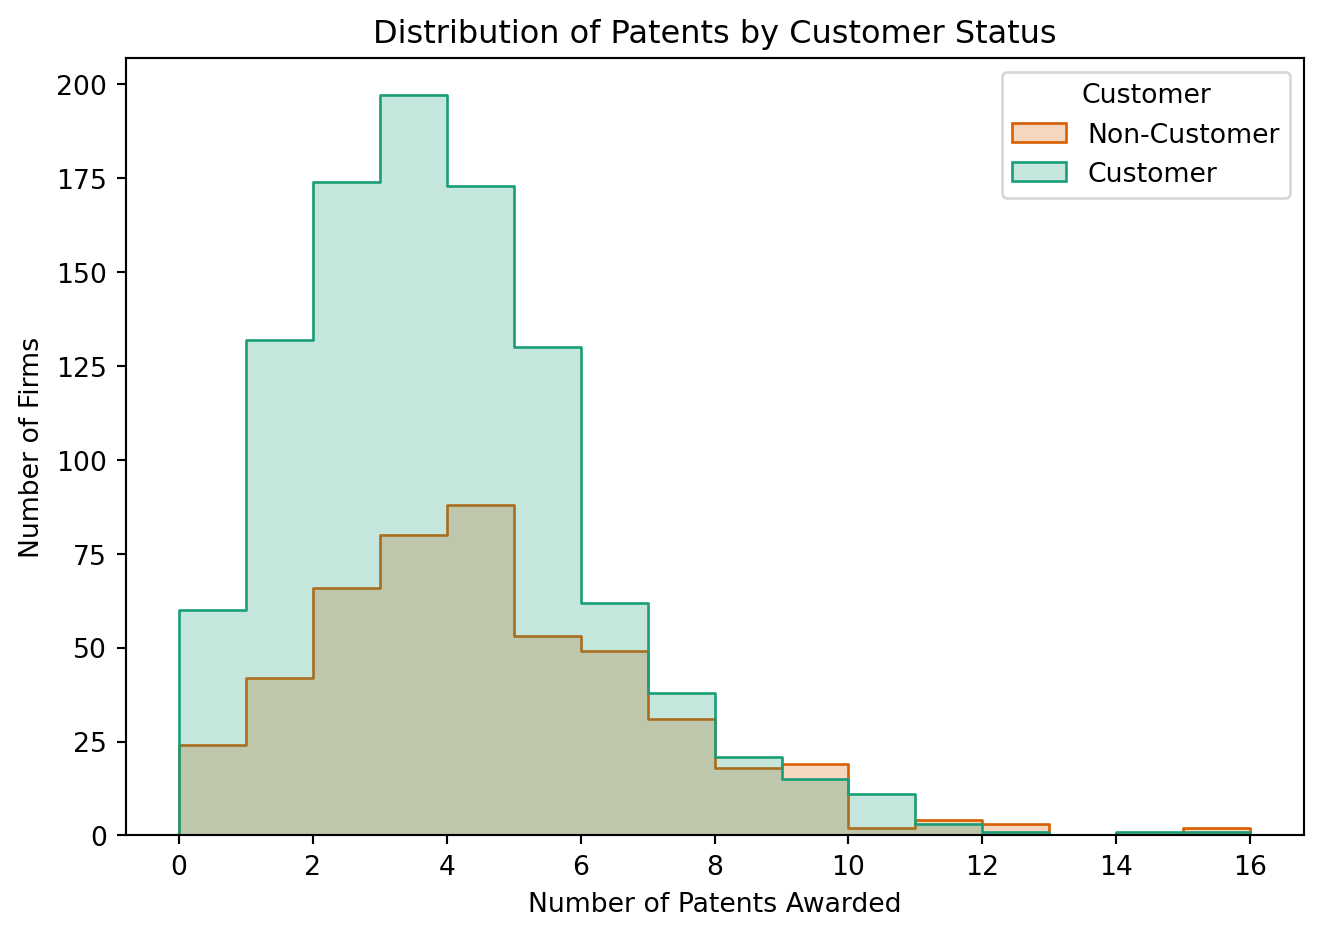 Distribution of Patents by Customer Status
Customer
Non-Customer
Customer
Number of Firms
200
175
150
125
100
75
50
25
0
0 2 4 6 8 10 12 14 16
Number of Patents Awarded